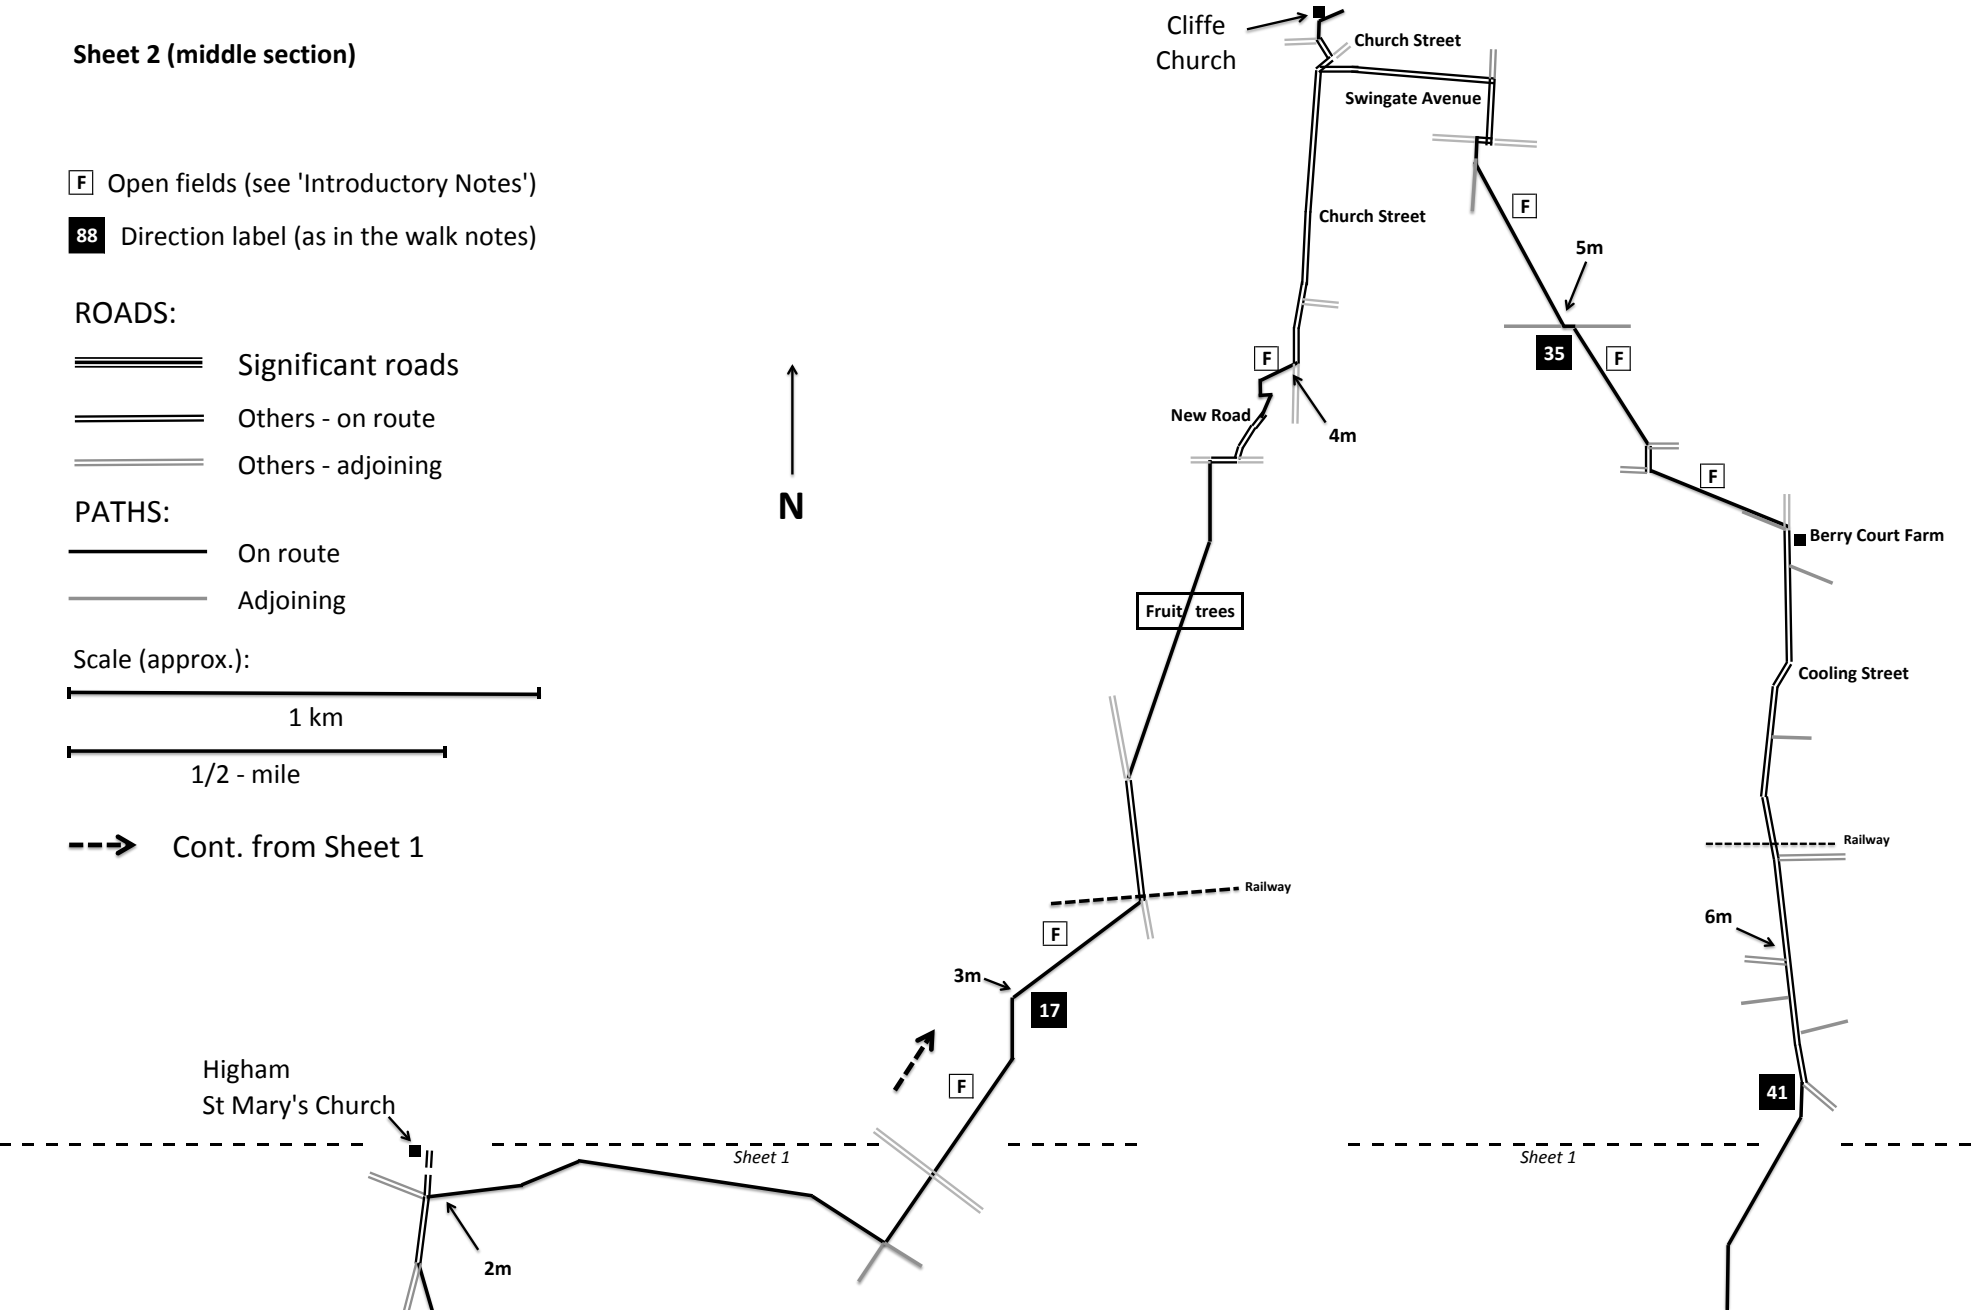 Sheet 2 (middle section)
F Open fields (see 'Introductory Notes')
88 Direction label (as in the walk notes)
ROADS:
Significant roads
Others - on route
Others - adjoining
PATHS:
On route
Adjoining
Scale (approx.):
1 km
1/2 - mile
Cont. from Sheet 1
N
Cliffe
Church
Church Street
Swingate Avenue
F
Church Street
5m
F
35
F
New Road
4m
F
Berry Court Farm
Fruit trees
Cooling Street
Railway
Railway
6m
F
3m
17
Higham
St Mary's Church
F
41
Sheet 1
Sheet 1
2m